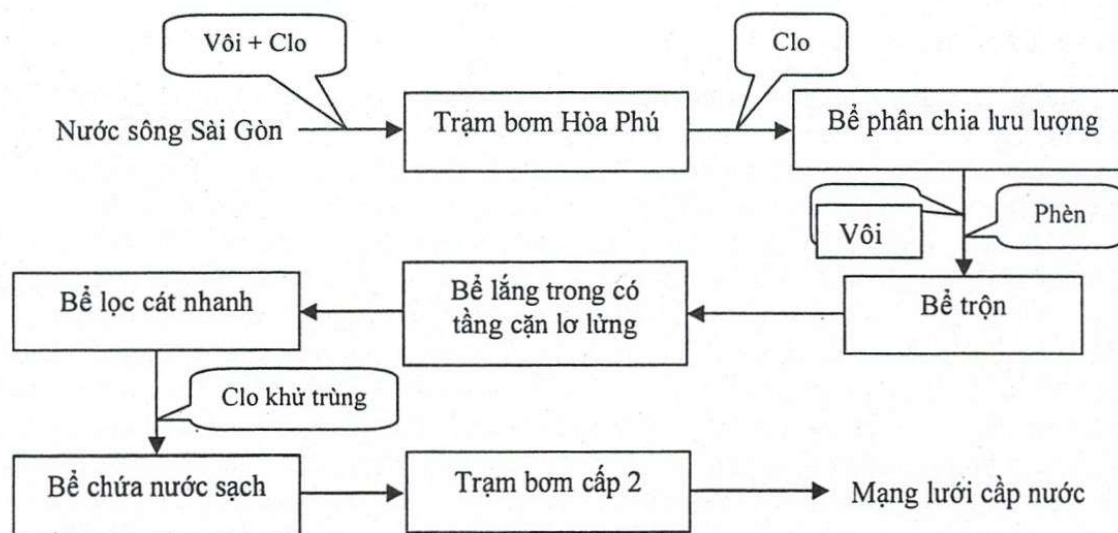 Vôi + Clo
Clo
Nước sông Sài Gòn
Trạm bơm Hòa Phú
Bể phân chia lưu lượng
Vôi
Phèn
Bể trộn
Bể lắng trong có
tầng cặn lơ lửng
Bể lọc cát nhanh
Clo khử trùng
Bể chứa nước sạch
Trạm bơm cấp 2
Mạng lưới cầp nước